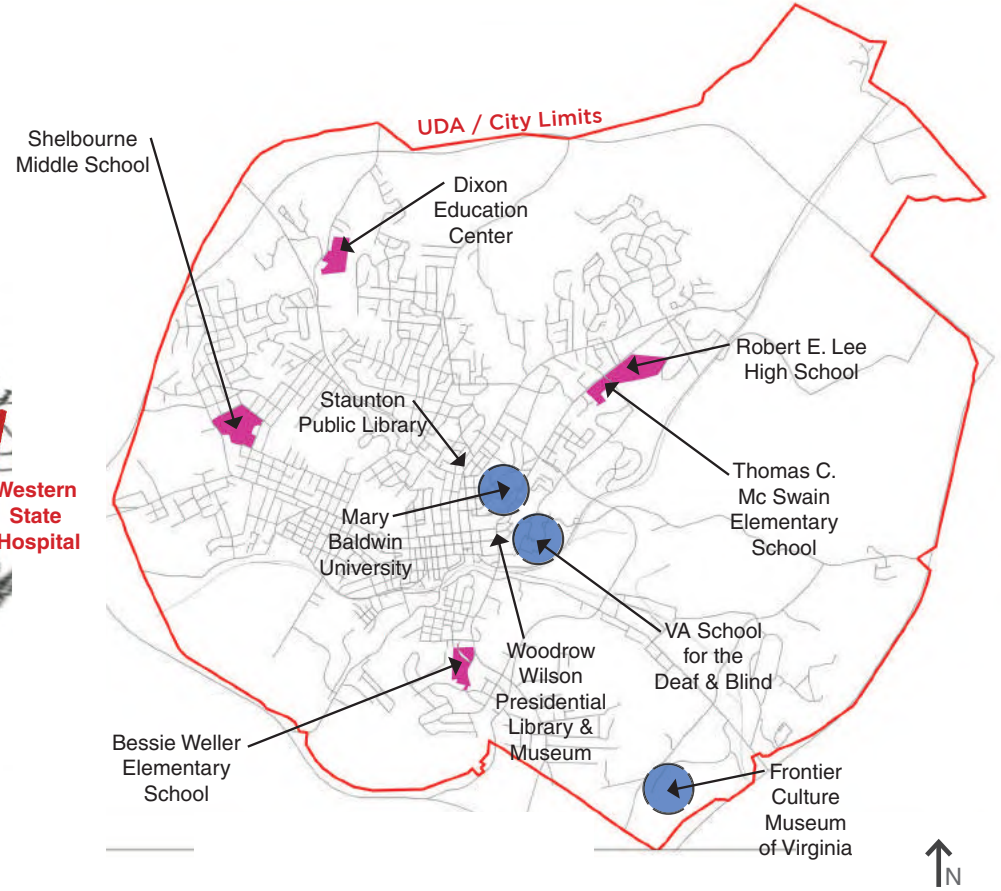 UDA / City Limits
Shelbourne
Middle School
Dixon
Education
Center
Robert E. Lee
High School
Staunton
Public Library
Western
State
Hospital
Thomas C.
Mc Swain
Elementary
School
Mary
Baldwin
University
VA School
for the
Deaf & Blind
Woodrow
Wilson
Presidential
Library &
Museum
Bessie Weller
Elementary
School
Frontier
Culture
Museum
of Virginia
N